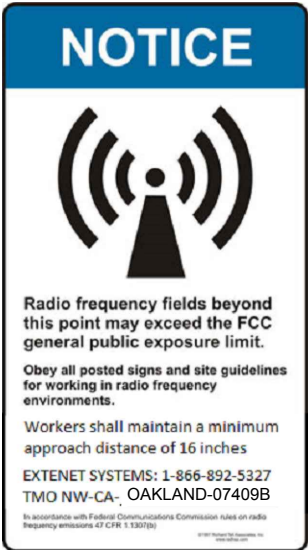 NOTICE
Radio frequency fields beyond
this point may exceed the FCC
general public exposure limit.
Obey all posted signs and site guidelines
for working in radio frequency
environments.
Workers shall maintain a minimum
approach distance of 16 inches
EXTENET SYSTEMS: 1-866-892-5327
TMO NW-CA-, OAKLAND-07409B
In accordance with Federal Communications Commission rules on radio
frequency emissions 47 CFR 1.1307(b)